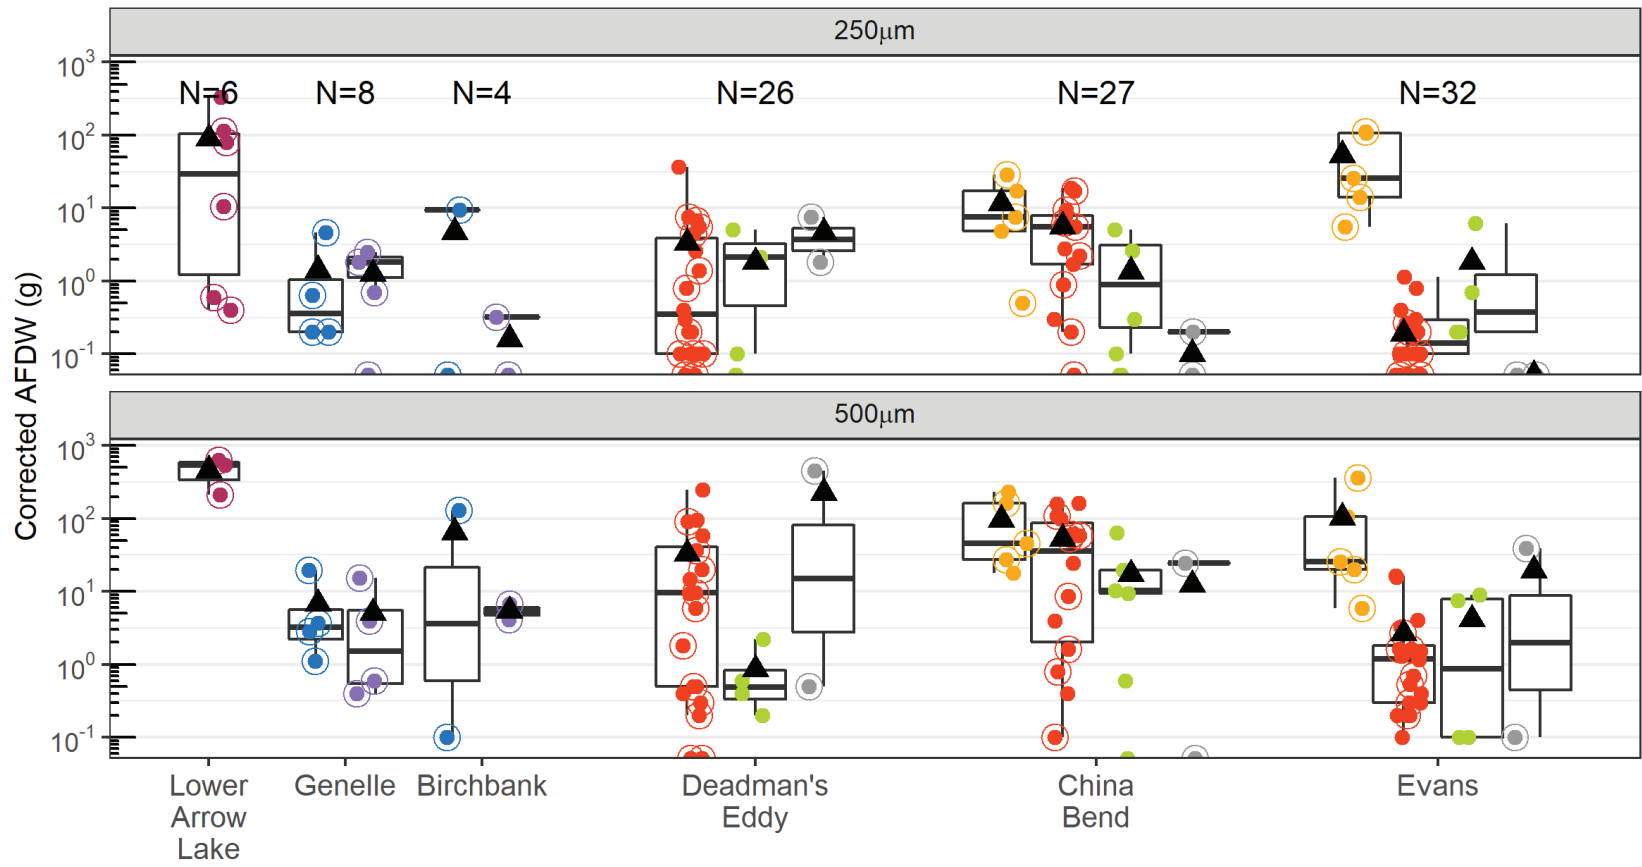 250μm
10³
10²
10¹
10⁰
10⁻¹
N=6 N=8 N=4 N=26 N=27 N=32
Corrected AFDW (g)
500μm
10³
10²
10¹
10⁰
10⁻¹
Lower Genelle Birchbank Deadman's China Evans
Arrow Eddy Bend
Lake